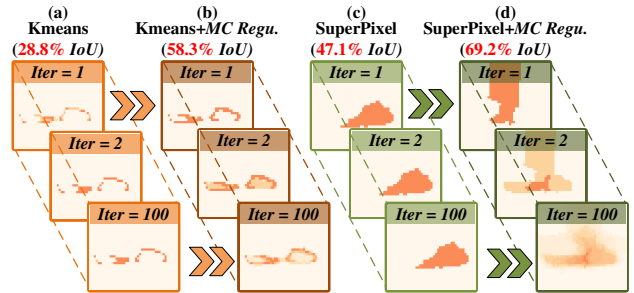 (a)
Kmeans
(28.8% IoU)
Iter = 1
Iter = 2
Iter = 100
(b)
Kmeans+MC Regu.
(58.3% IoU)
Iter = 1
Iter = 2
Iter = 100
(c)
SuperPixel
(47.1% IoU)
Iter = 1
Iter = 2
Iter = 100
(d)
SuperPixel+MC Regu.
(69.2% IoU)
Iter = 1
Iter = 2
Iter = 100